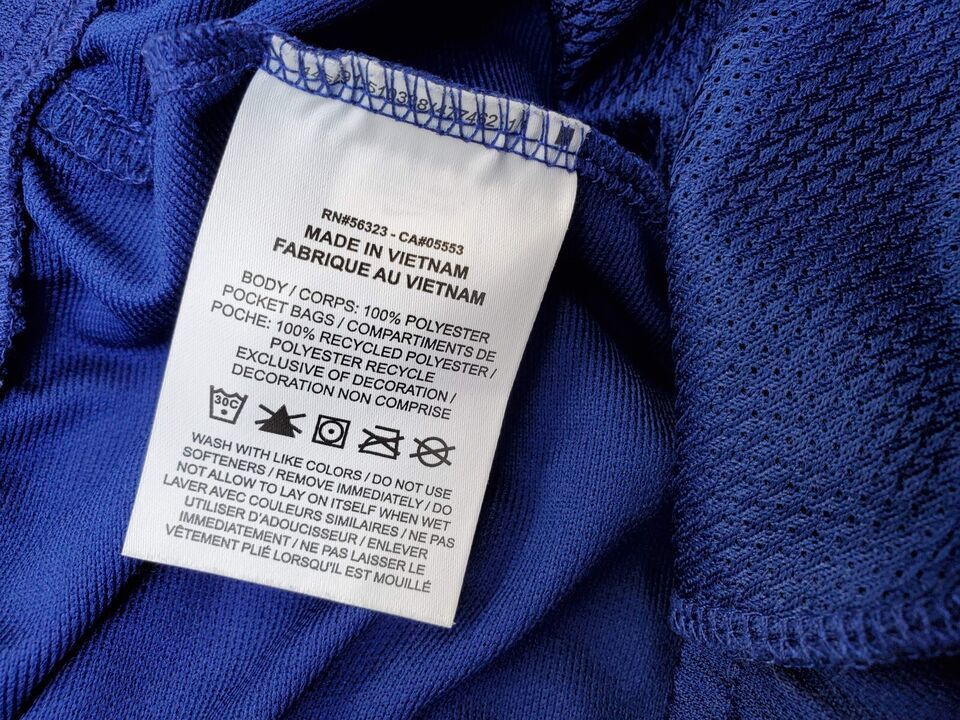 RN#56323 - CA#05553
MADE IN VIETNAM
FABRIQUE AU VIETNAM
BODY / CORPS: 100% POLYESTER
POCKET BAGS / COMPARTIMENTS DE
POCHE: 100% RECYCLED POLYESTER /
POLYESTER RECYCLE
EXCLUSIVE OF DECORATION /
DECORATION NON COMPRISE
30C
WASH WITH LIKE COLORS / DO NOT USE
SOFTENERS / REMOVE IMMEDIATELY / DO
NOT ALLOW TO LAY ON ITSELF WHEN WET
LAVER AVEC COULEURS SIMILAIRES / NE PAS
UTILISER D'ADOUCISSEUR / ENLEVER
IMMEDIATEMENT / NE PAS LAISSER LE
VÊTEMENT PLIÉ LORSQU'IL EST MOUILLÉ